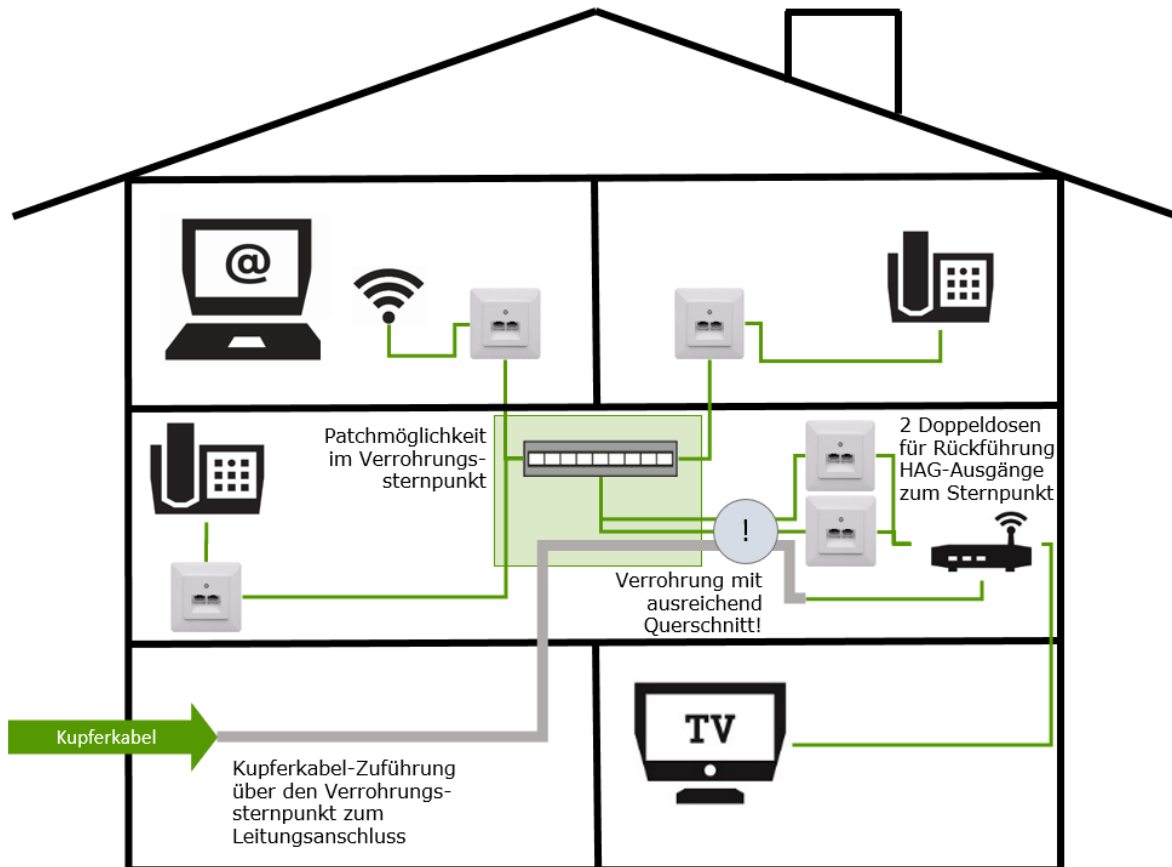 @
Patchmöglichkeit
im Verrohrungs-
sternpunkt
2 Doppeldosen
für Rückführung
HAG-Ausgänge
zum Sternpunkt
!
Verrohrung mit
ausreichend
Querschnitt!
Kupferkabel
TV
Kupferkabel-Zuführung
über den Verrohrungs-
sternpunkt zum
Leitungsanschluss